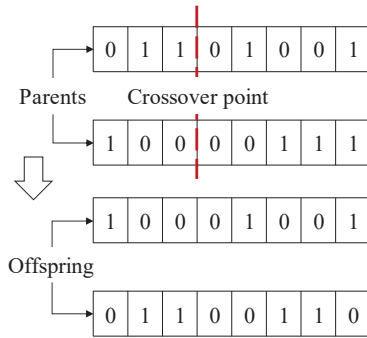 0 1 1 0 1 0 0 1
Parents Crossover point
1 0 0 0 0 1 1 1
1 0 0 0 1 0 0 1
Offspring
0 1 1 0 0 1 1 0